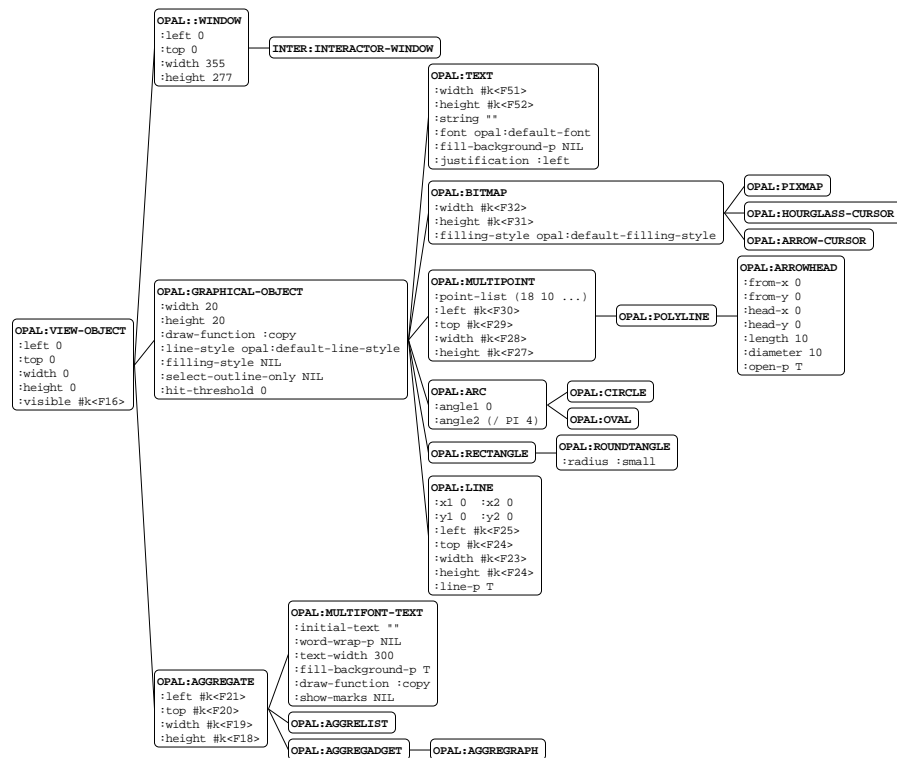 OPAL::WINDOW
:left 0
:top 0
:width 355
:height 277
INTER:INTERACTOR-WINDOW
OPAL:TEXT
:width #k<F51>
:height #k<F52>
:string ""
:font opal:default-font
:fill-background-p NIL
:justification :left
OPAL:BITMAP
:width #k<F32>
:height #k<F31>
:filling-style opal:default-filling-style
OPAL:PIXMAP
OPAL:HOURGLASS-CURSOR
OPAL:ARROW-CURSOR
OPAL:VIEW-OBJECT
:left 0
:top 0
:width 0
:height 0
:visible #k<F16>
OPAL:GRAPHICAL-OBJECT
:width 20
:height 20
:draw-function :copy
:line-style opal:default-line-style
:filling-style NIL
:select-outline-only NIL
:hit-threshold 0
OPAL:MULTIPOINT
:point-list (18 10 ...)
:left #k<F30>
:top #k<F29>
:width #k<F28>
:height #k<F27>
OPAL:POLYLINE
OPAL:ARROWHEAD
:from-x 0
:from-y 0
:head-x 0
:head-y 0
:length 10
:diameter 10
:open-p T
OPAL:ARC
:angle1 0
:angle2 (/ PI 4)
OPAL:CIRCLE
OPAL:OVAL
OPAL:RECTANGLE
OPAL:ROUNDTANGLE
:radius :small
OPAL:LINE
:x1 0 :x2 0
:y1 0 :y2 0
:left #k<F25>
:top #k<F24>
:width #k<F23>
:height #k<F24>
:line-p T
OPAL:AGGREGATE
:left #k<F21>
:top #k<F20>
:width #k<F19>
:height #k<F18>
OPAL:MULTIFONT-TEXT
:initial-text ""
:word-wrap-p NIL
:text-width 300
:fill-background-p T
:draw-function :copy
:show-marks NIL
OPAL:AGGRELIST
OPAL:AGGREGADGET
OPAL:AGGREGRAPH